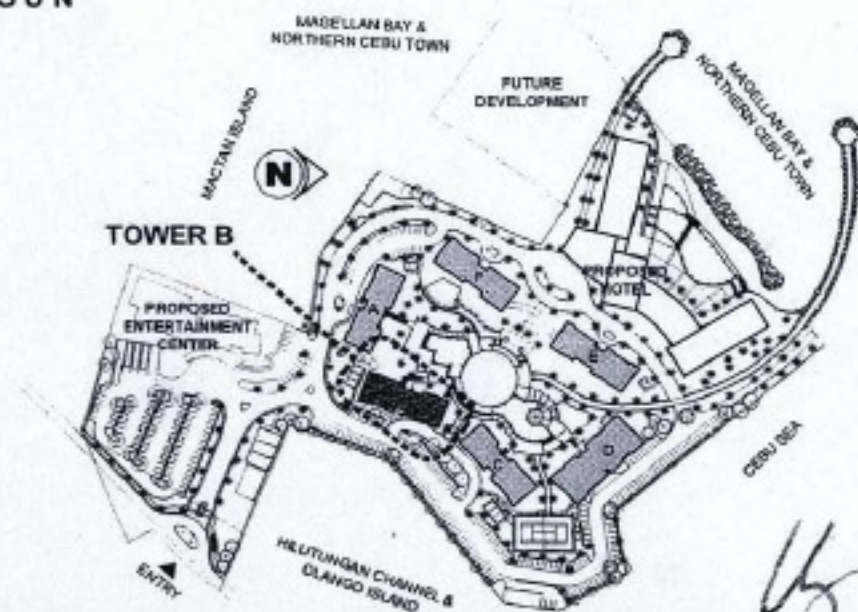 MAGELLAN BAY &
NORTHERN CEBU TOWN
FUTURE
DEVELOPMENT
MAGELLAN BAY &
NORTHERN CEBU TOWN
MACTAN ISLAND
N
TOWER B
PROPOSED
HOTEL
PROPOSED
ENTERTAINMENT
CENTER
A
C
D
CEBU SEA
HILUTUNGAN CHANNEL &
OLANGO ISLAND
ENTRY